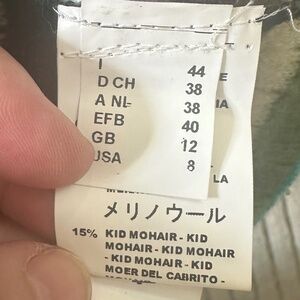 I 44
D CH 38
A NL 38
EFB 40
GB 12
USA 8
LA
メリノウール
15% KID MOHAIR - KID
MOHAIR - KID MOHAIR
- KID MOHAIR - KID
MOER DEL CABRITO -